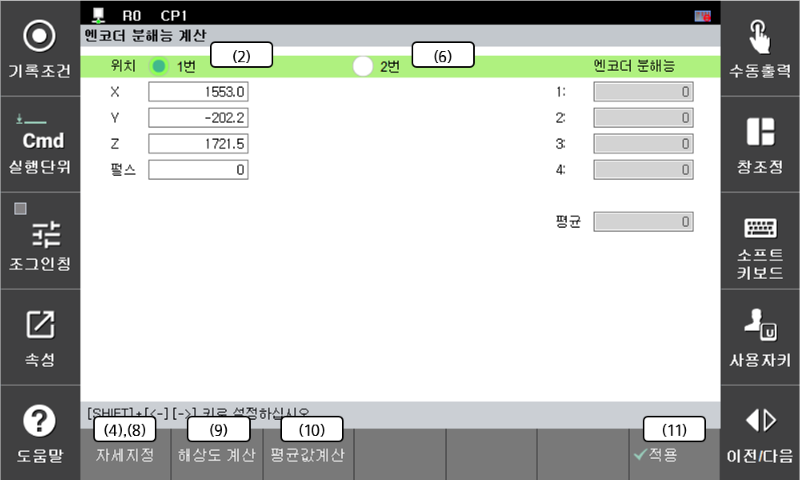 R0 CP1
엔코더 분해능 계산
위치 1번 (2) 2번 (6) 엔코더 분해능
X 1553.0 1: 0
Y -202.2 2: 0
Z 1721.5 3: 0
펄스 0 4: 0
평균 0
[SHIFT]+[<-][->] 키로 설정하십시오
(4),(8) (9) (10) (11)
자세지정 해상도 계산 평균값계산 적용
기록조건
Cmd
실행단위
조그인칭
속성
?
도움말
수동출력
창조정
소프트
키보드
U
사용자키
이전/다음